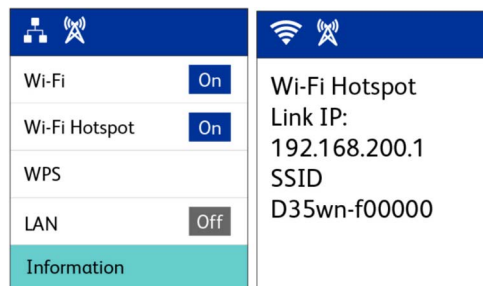 Wi-Fi On
Wi-Fi Hotspot On
WPS
LAN Off
Information
Wi-Fi Hotspot
Link IP:
192.168.200.1
SSID
D35wn-f00000